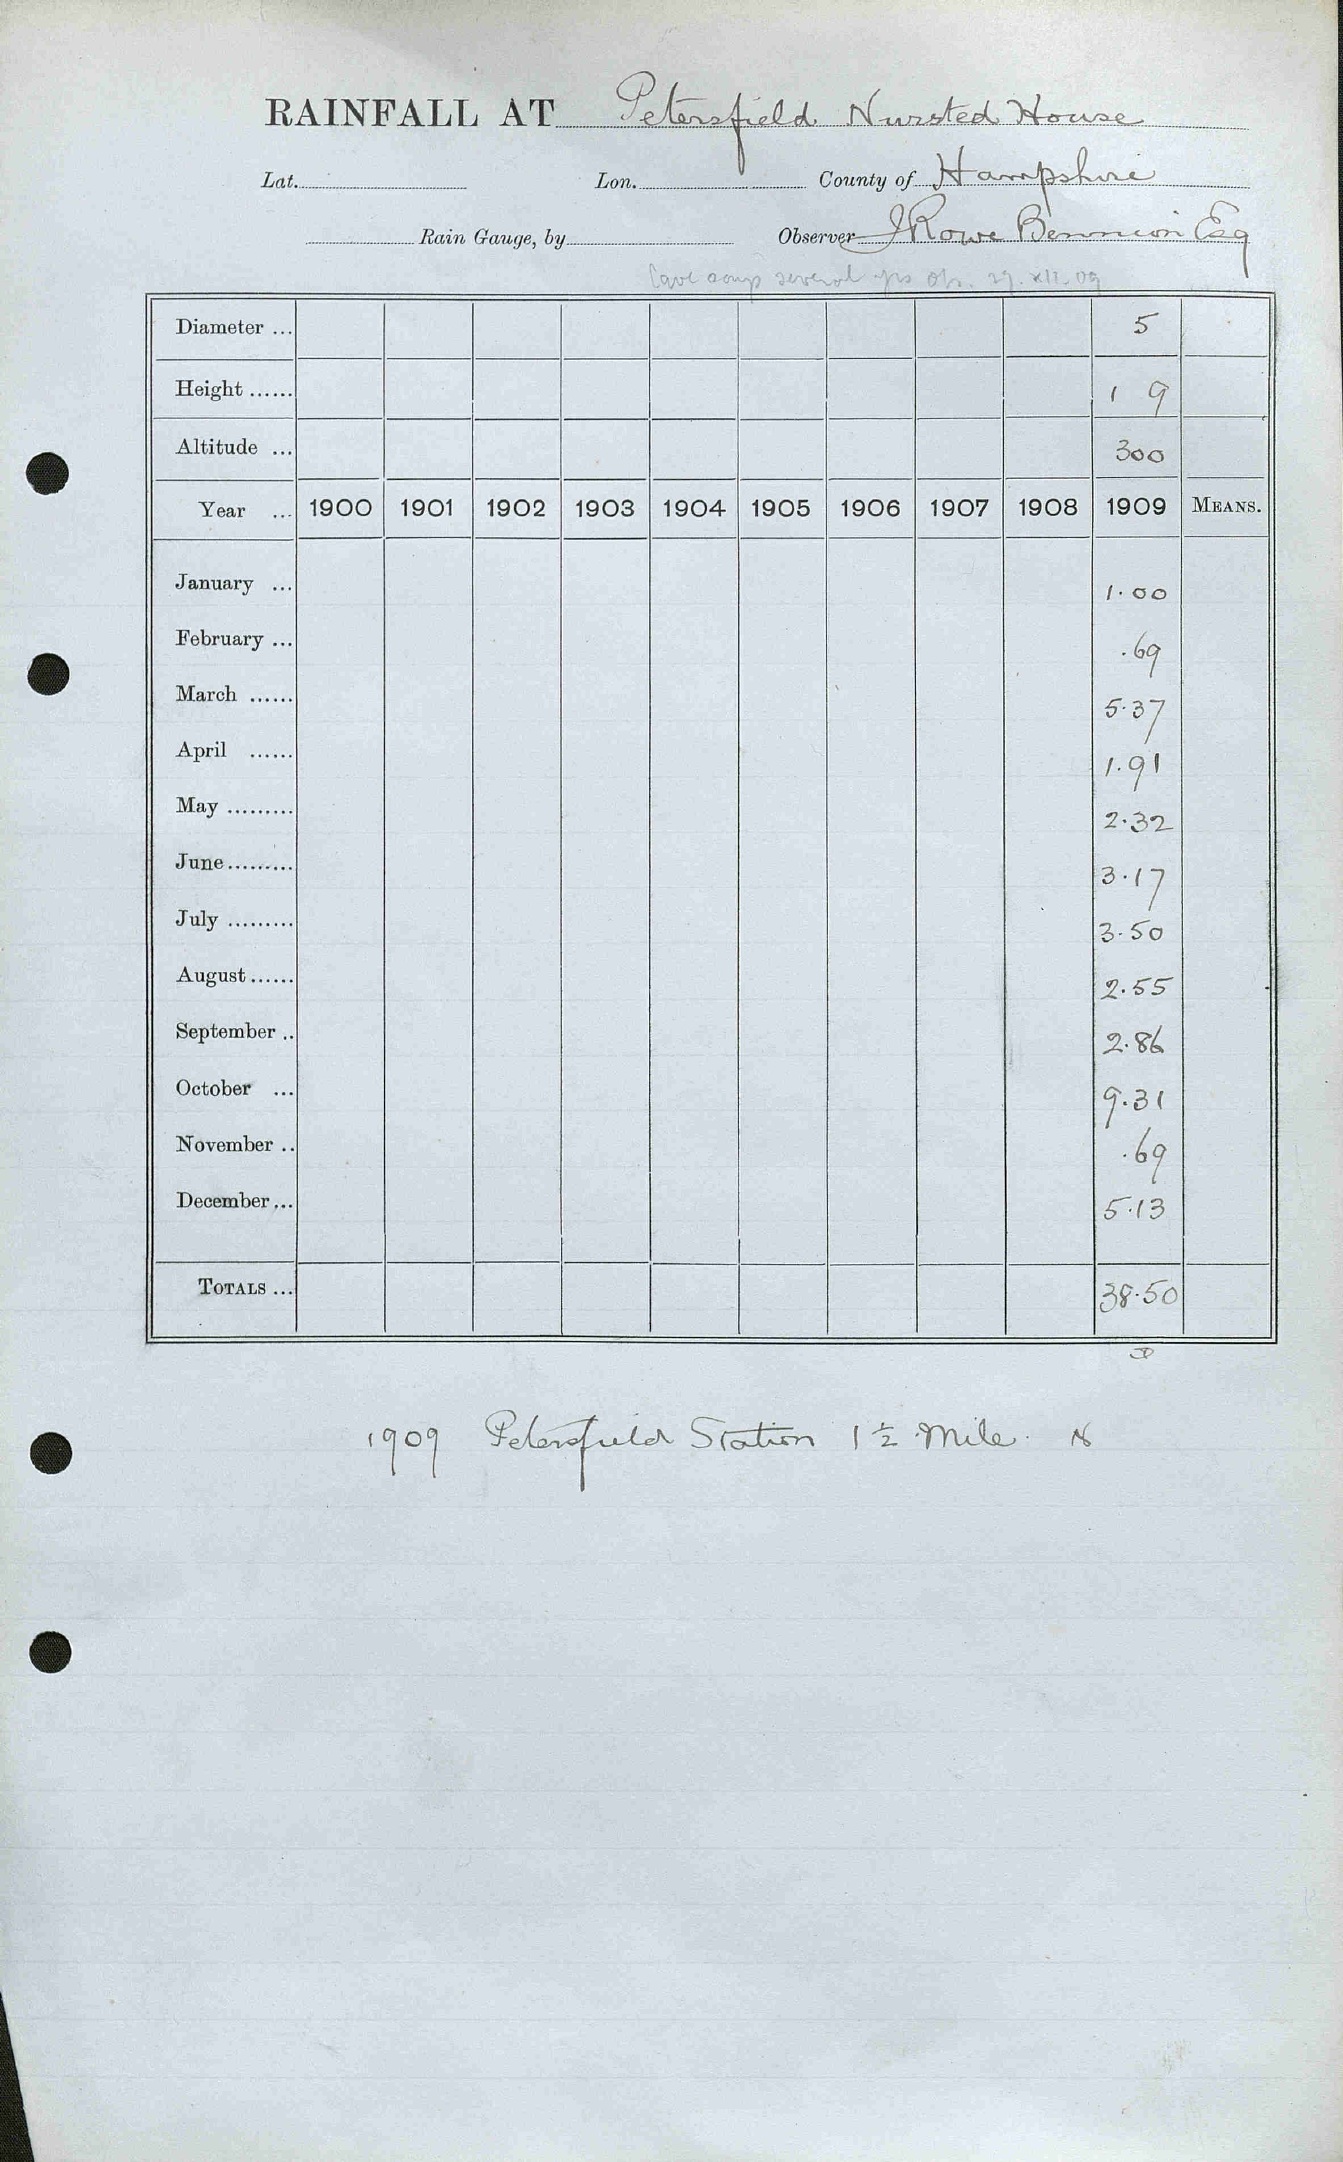 RAINFALL AT Petersfield Nursted House
Lat. Lon. County of Hampshire
Rain Gauge, by Observer J Rowe Bennion Esq
several yrs 29.XII.09
Diameter ... 5
Height ...... 1 9
Altitude ... 300
Year ... 1900 1901 1902 1903 1904 1905 1906 1907 1908 1909 MEANS.
January ... 1.00
February ... .69
March ...... 5.37
April ...... 1.91
May ......... 2.32
June ......... 3.17
July ......... 3.50
August ...... 2.55
September .. 2.86
October ... 9.31
November .. .69
December ... 5.13
TOTALS ... 38.50
1909 Petersfield Station 1½ Mile N